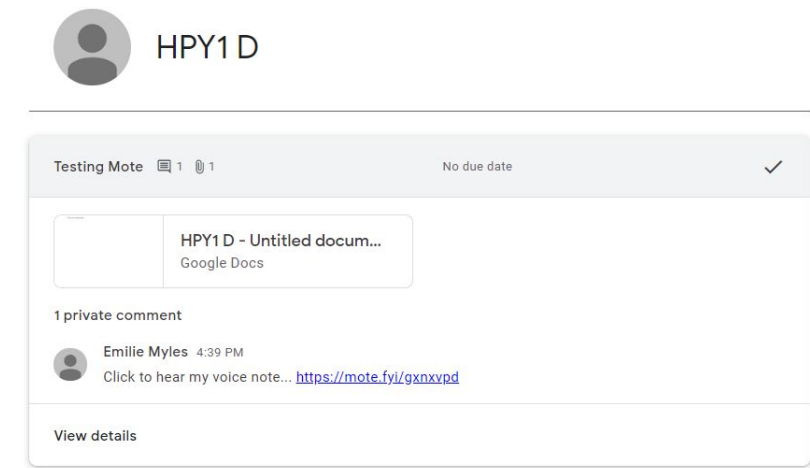 HPY1 D
Testing Mote 1 1 No due date
HPY1 D - Untitled docum...
Google Docs
1 private comment
Emilie Myles 4:39 PM
Click to hear my voice note... https://mote.fyi/gxnxvpd
View details